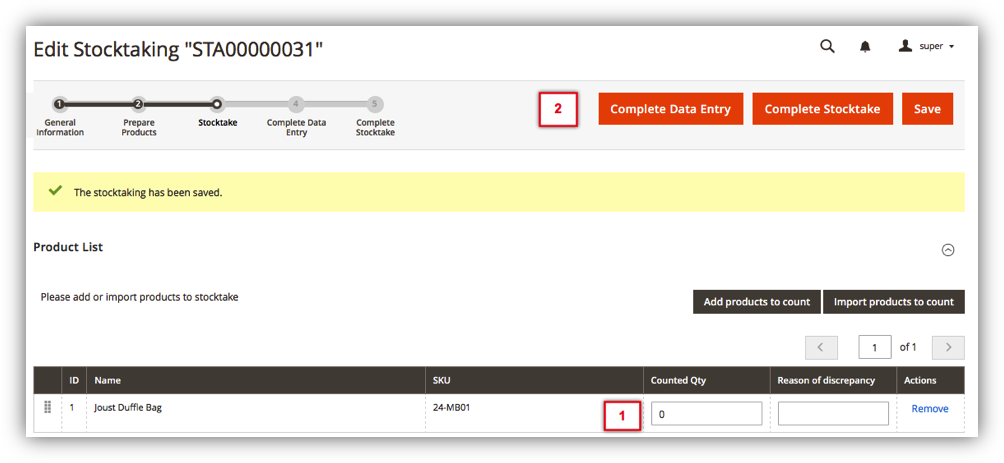 Edit Stocktaking "STA00000031"
super
1 2 4 5
General Information
Prepare Products
Stocktake
Complete Data Entry
Complete Stocktake
2
Complete Data Entry
Complete Stocktake
Save
The stocktaking has been saved.
Product List
Please add or import products to stocktake
Add products to count
Import products to count
1 of 1
ID Name SKU Counted Qty Reason of discrepancy Actions
1 Joust Duffle Bag 24-MB01 1 0 Remove